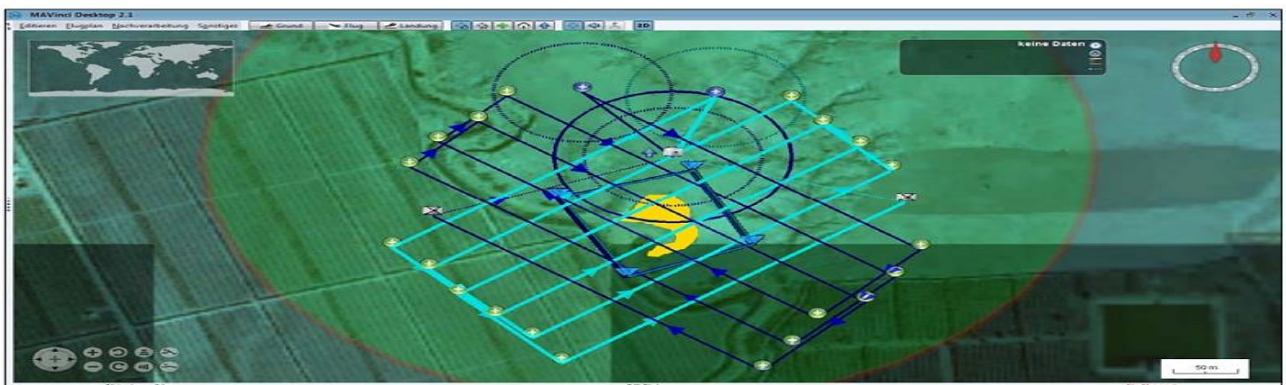 MAVinci Desktop 2.1
Editieren Flugplan Nachverarbeitung Sonstiges Grund Flug Landung 2D
keine Daten
50 m